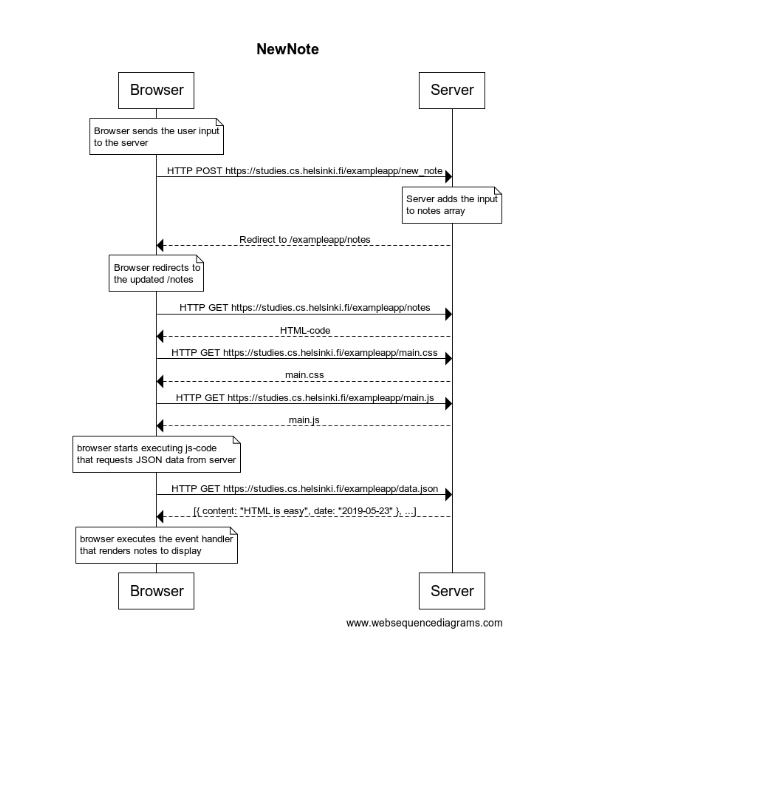 NewNote
Browser
Server
Browser sends the user input
to the server
HTTP POST https://studies.cs.helsinki.fi/exampleapp/new_note
Server adds the input
to notes array
Redirect to /exampleapp/notes
Browser redirects to
the updated /notes
HTTP GET https://studies.cs.helsinki.fi/exampleapp/notes
HTML-code
HTTP GET https://studies.cs.helsinki.fi/exampleapp/main.css
main.css
HTTP GET https://studies.cs.helsinki.fi/exampleapp/main.js
main.js
browser starts executing js-code
that requests JSON data from server
HTTP GET https://studies.cs.helsinki.fi/exampleapp/data.json
[{ content: "HTML is easy", date: "2019-05-23" }, ...]
browser executes the event handler
that renders notes to display
Browser
Server
www.websequencediagrams.com